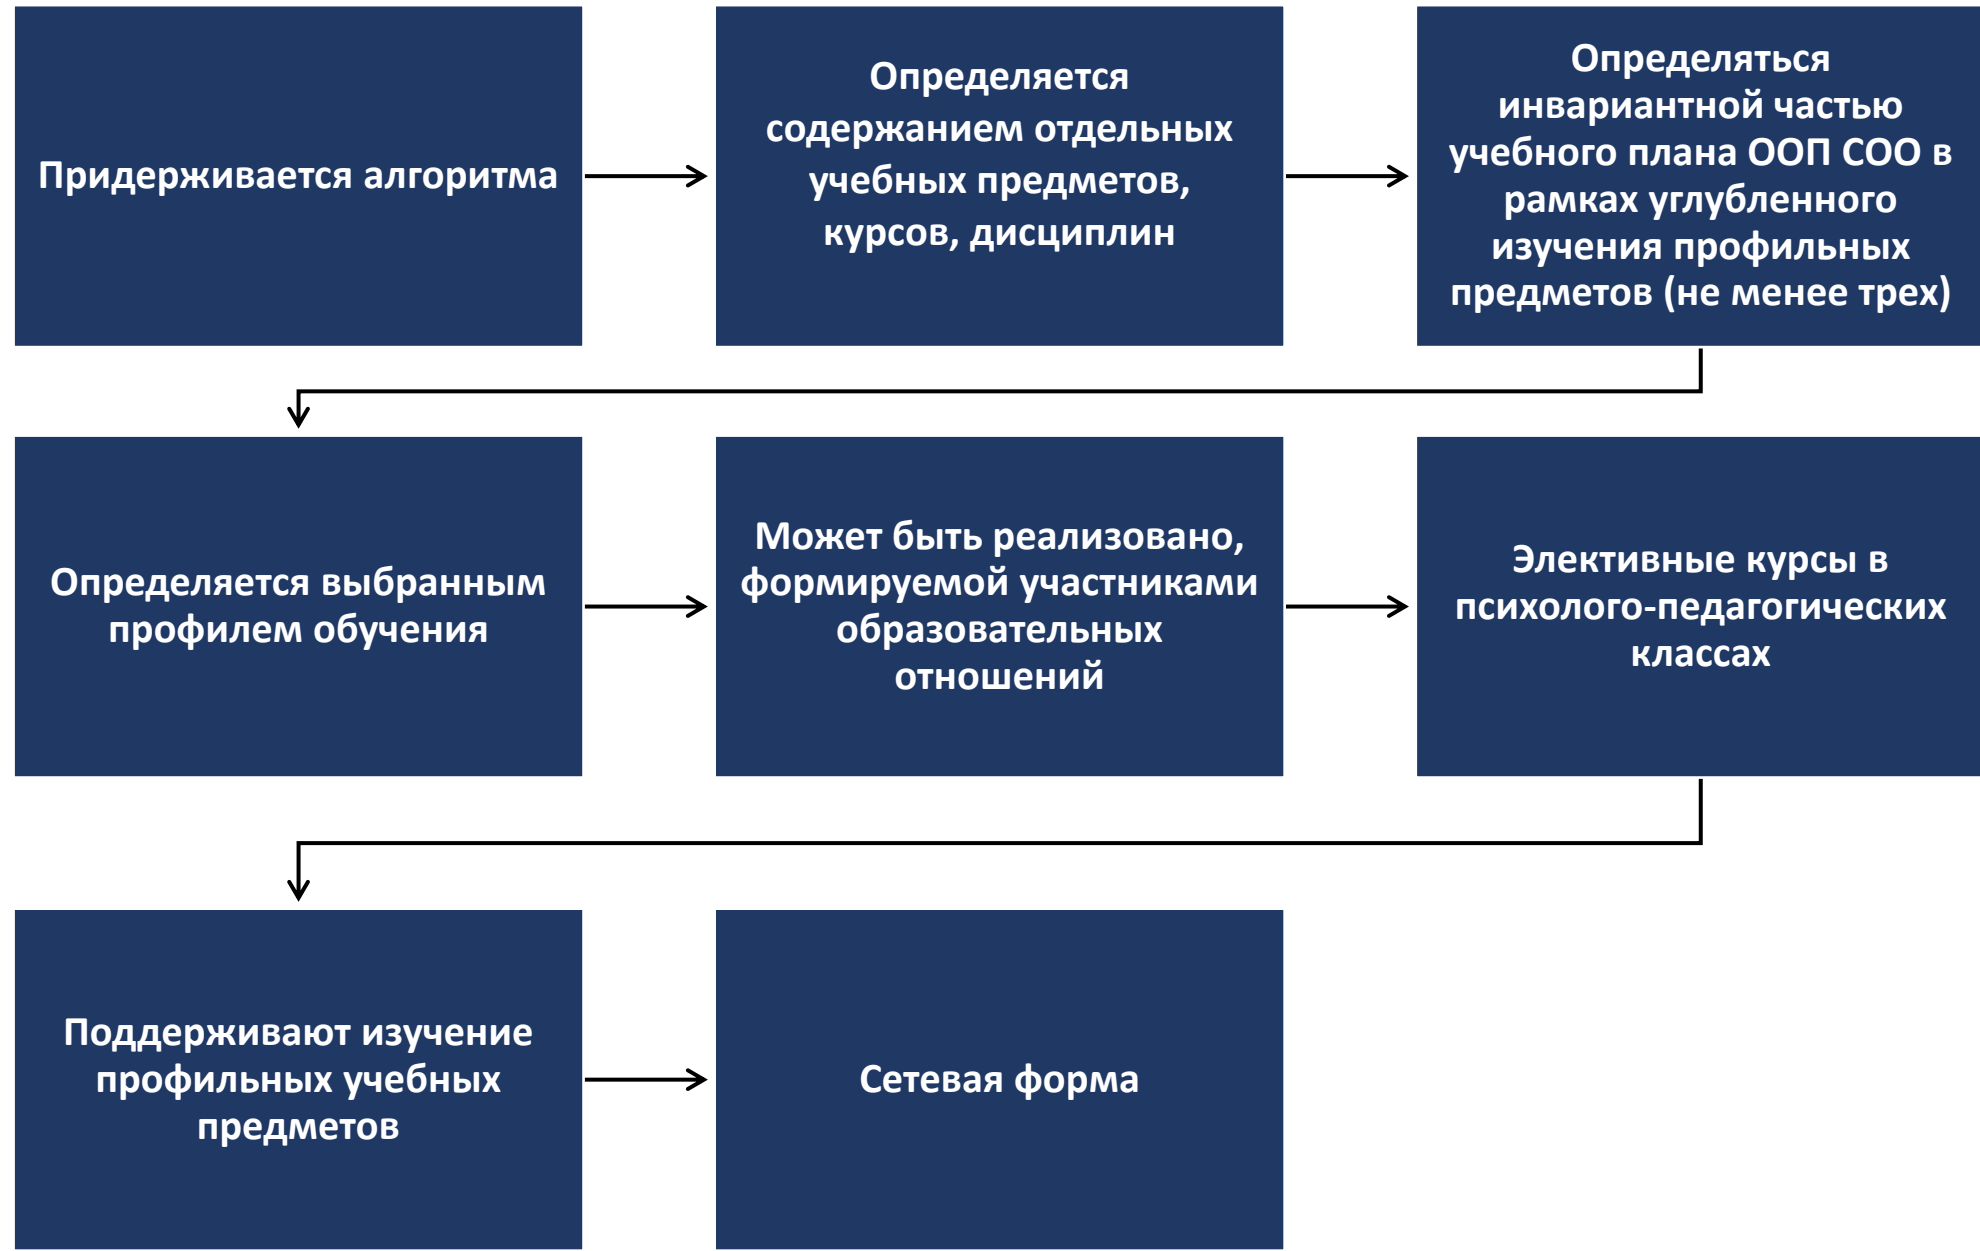 Придерживается алгоритма
Определяется
содержанием отдельных
учебных предметов,
курсов, дисциплин
Определяться
инвариантной частью
учебного плана ООП СОО в
рамках углубленного
изучения профильных
предметов (не менее трех)
Определяется выбранным
профилем обучения
Может быть реализовано,
формируемой участниками
образовательных
отношений
Элективные курсы в
психолого-педагогических
классах
Поддерживают изучение
профильных учебных
предметов
Сетевая форма